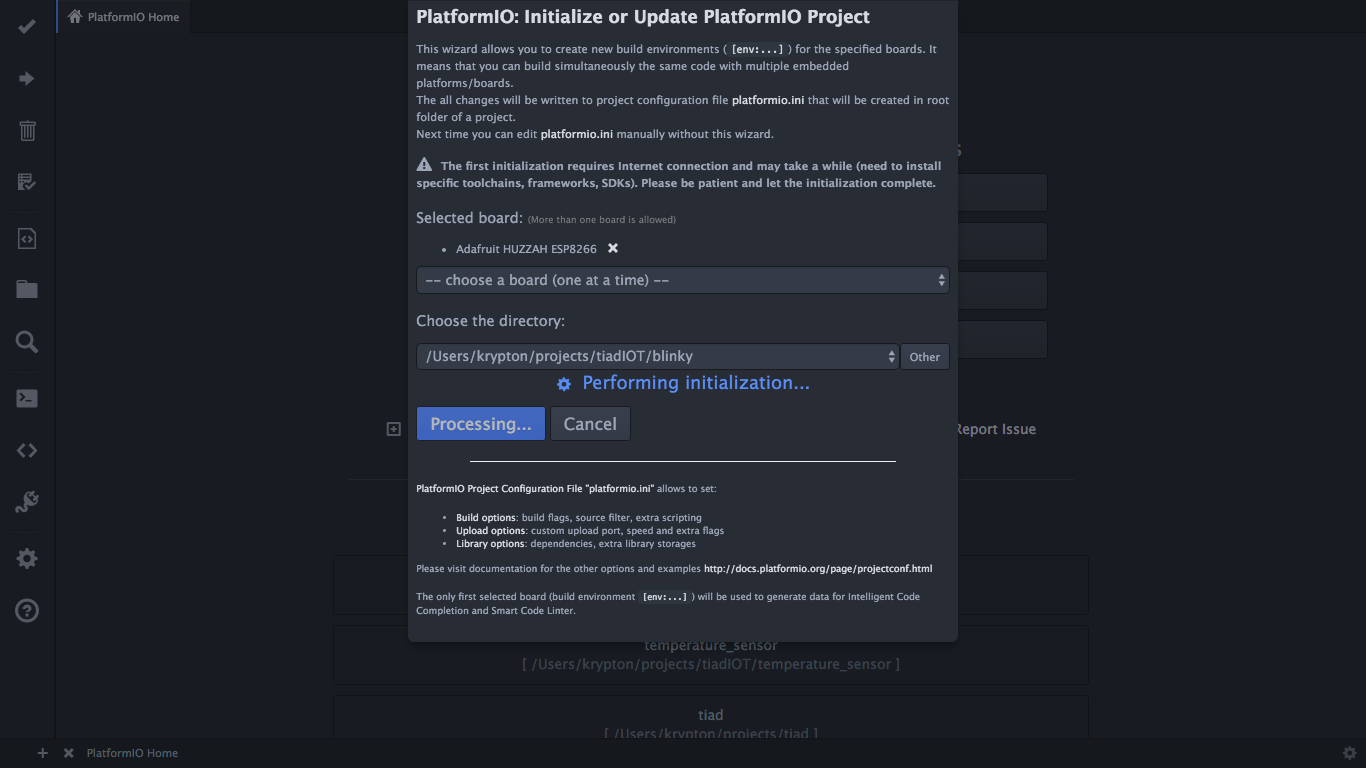 PlatformIO Home
PlatformIO: Initialize or Update PlatformIO Project
This wizard allows you to create new build environments ( [env:...] ) for the specified boards. It
means that you can build simultaneously the same code with multiple embedded
platforms/boards.
The all changes will be written to project configuration file platformio.ini that will be created in root
folder of a project.
Next time you can edit platformio.ini manually without this wizard.
The first initialization requires Internet connection and may take a while (need to install
specific toolchains, frameworks, SDKs). Please be patient and let the initialization complete.
Selected board: (More than one board is allowed)
• Adafruit HUZZAH ESP8266 ✖
-- choose a board (one at a time) --
Choose the directory:
/Users/krypton/projects/tiadIOT/blinky
Other
Performing initialization...
Processing... Cancel
Report Issue
PlatformIO Project Configuration File "platformio.ini" allows to set:
• Build options: build flags, source filter, extra scripting
• Upload options: custom upload port, speed and extra flags
• Library options: dependencies, extra library storages
Please visit documentation for the other options and examples http://docs.platformio.org/page/projectconf.html
The only first selected board (build environment [env:...] ) will be used to generate data for Intelligent Code
Completion and Smart Code Linter.
temperature_sensor
[ /Users/krypton/projects/tiadIOT/temperature_sensor ]
tiad
[ /Users/krypton/projects/tiad ]
PlatformIO Home